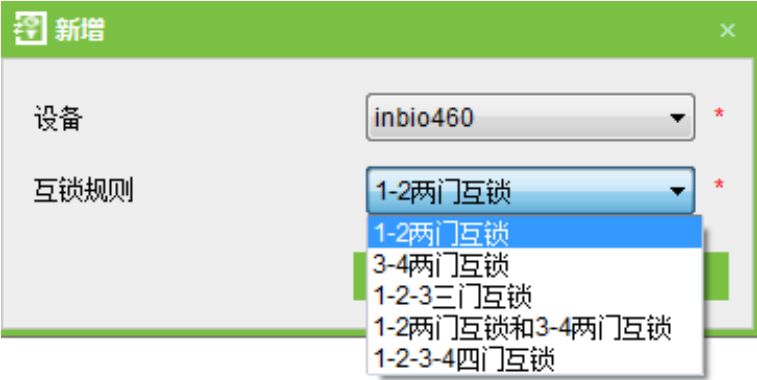 新增
×
设备
inbio460
*
互锁规则
1-2两门互锁
*
1-2两门互锁
3-4两门互锁
1-2-3三门互锁
1-2两门互锁和3-4两门互锁
1-2-3-4四门互锁